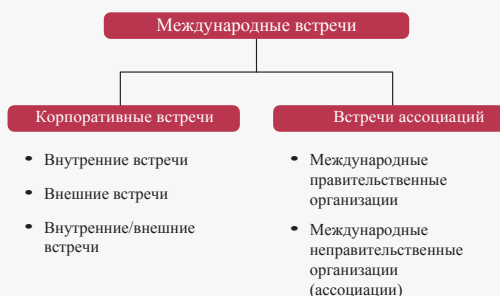 Международные встречи
Корпоративные встречи
• Внутренние встречи
• Внешние встречи
• Внутренние/внешние
встречи
Встречи ассоциаций
• Международные
правительственные
организации
• Международные
неправительственные
организации
(ассоциации)